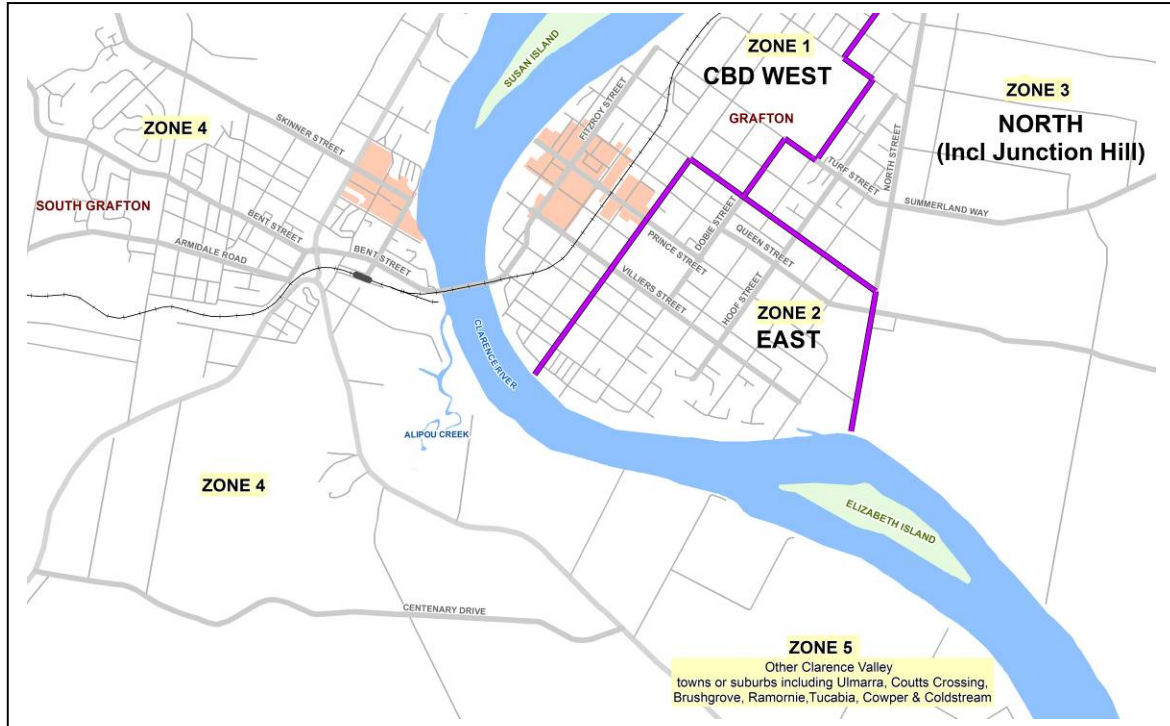 ZONE 1
CBD WEST
SUSAN ISLAND
FITZROY STREET
GRAFTON
ZONE 3
NORTH
(Incl Junction Hill)
ZONE 4
SKINNER STREET
TURF STREET
NORTH STREET
SUMMERLAND WAY
SOUTH GRAFTON
BENT STREET
ARMIDALE ROAD
BENT STREET
PRINCE STREET
DOBIE STREET
QUEEN STREET
VILLIERS STREET
HOOF STREET
ZONE 2
EAST
CLARENCE RIVER
ALIPOU CREEK
ZONE 4
ELIZABETH ISLAND
CENTENARY DRIVE
ZONE 5
Other Clarence Valley
towns or suburbs including Ulmarra, Coutts Crossing,
Brushgrove, Ramornie,Tucabia, Cowper & Coldstream